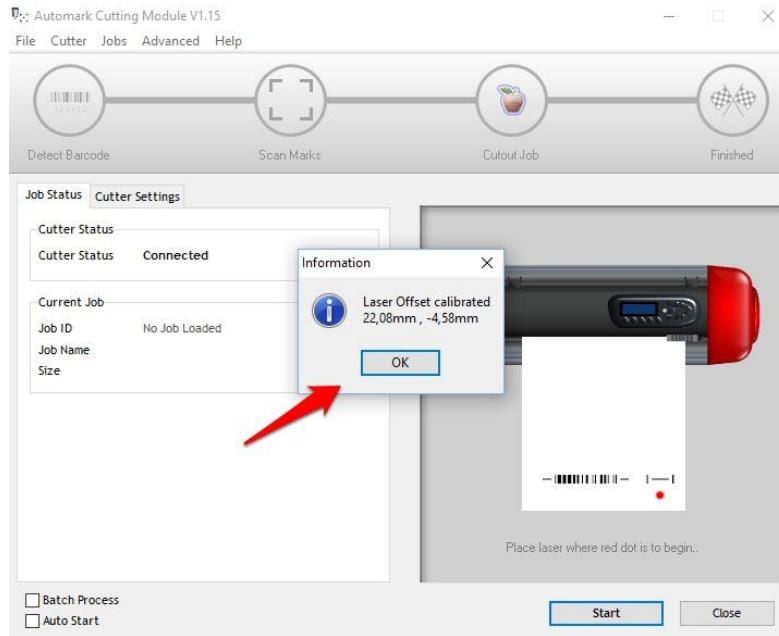 Automark Cutting Module V1.15
File Cutter Jobs Advanced Help
Detect Barcode
Scan Marks
Cutout Job
Finished
Job Status
Cutter Settings
Cutter Status
Cutter Status Connected
Current Job
Job ID No Job Loaded
Job Name
Size
Information
Laser Offset calibrated
22,08mm , -4,58mm
OK
Place laser where red dot is to begin..
Batch Process
Auto Start
Start
Close